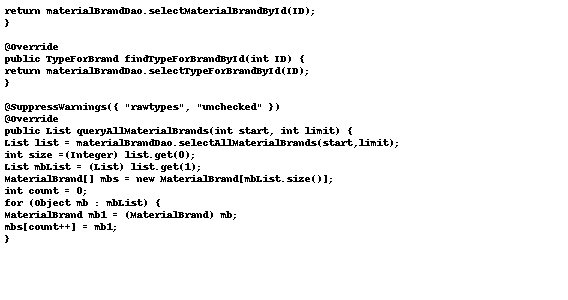 return materialBrandDao.selectMaterialBrandById(ID);
}

@Override
public TypeForBrand findTypeForBrandById(int ID) {
return materialBrandDao.selectTypeForBrandById(ID);
}

@SuppressWarnings({ "rawtypes", "unchecked" })
@Override
public List queryAllMaterialBrands(int start, int limit) {
List list = materialBrandDao.selectAllMaterialBrands(start,limit);
int size =(Integer) list.get(0);
List mbList = (List) list.get(1);
MaterialBrand[] mbs = new MaterialBrand[mbList.size()];
int count = 0;
for (Object mb : mbList) {
MaterialBrand mb1 = (MaterialBrand) mb;
mbs[count++] = mb1;
}